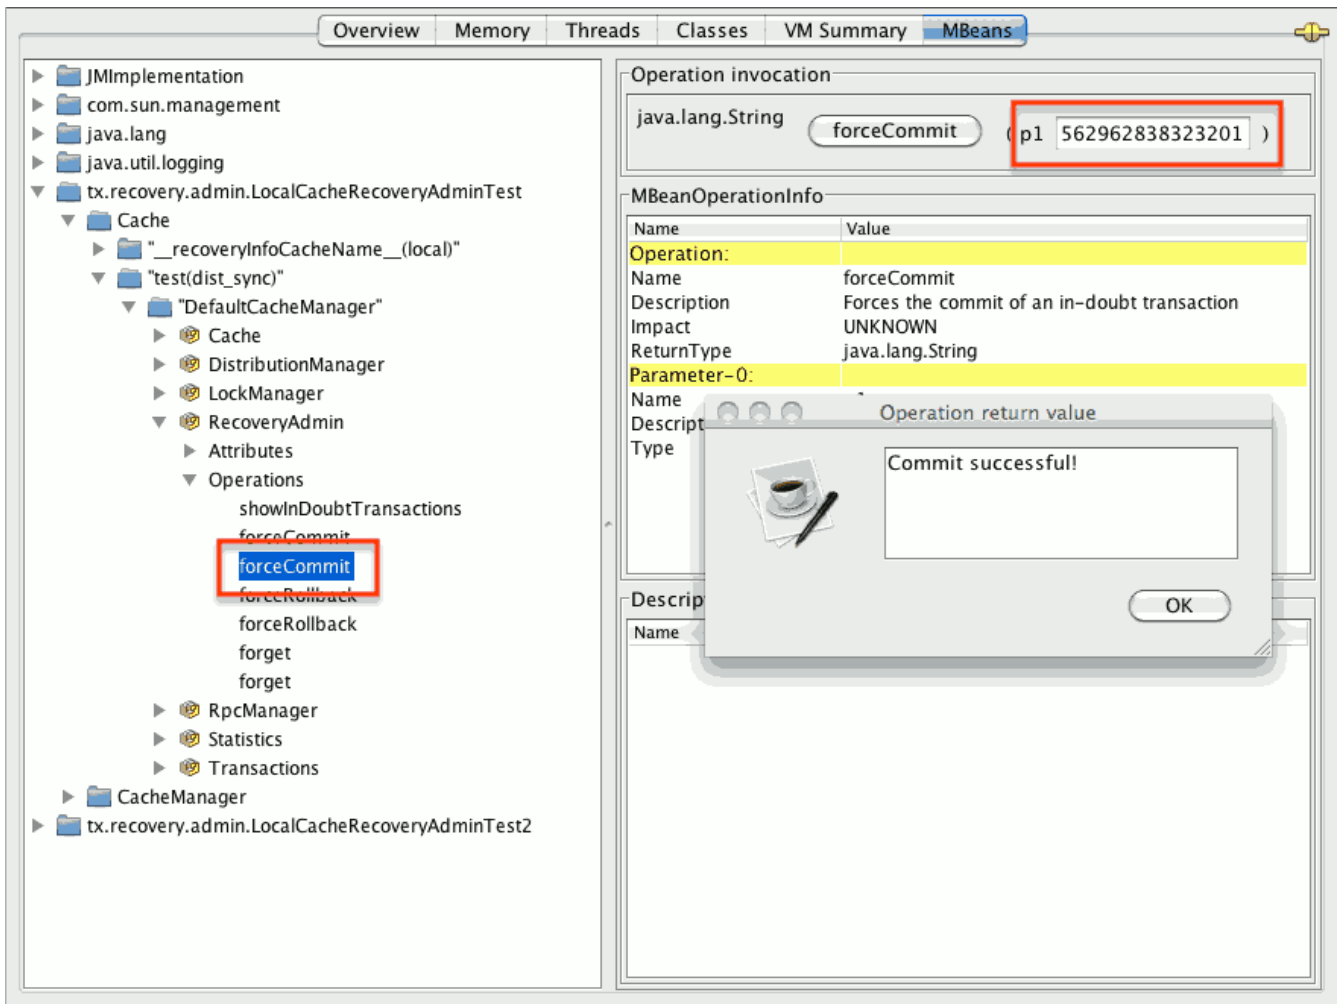 Overview Memory Threads Classes VM Summary MBeans
JMImplementation
com.sun.management
java.lang
java.util.logging
tx.recovery.admin.LocalCacheRecoveryAdminTest
Cache
"__recoveryInfoCacheName__(local)"
"test(dist_sync)"
"DefaultCacheManager"
Cache
DistributionManager
LockManager
RecoveryAdmin
Attributes
Operations
showInDoubtTransactions
forceCommit
forceCommit
forceRollback
forceRollback
forget
forget
RpcManager
Statistics
Transactions
CacheManager
tx.recovery.admin.LocalCacheRecoveryAdminTest2
Operation invocation
java.lang.String forceCommit ( p1 562962838323201 )
MBeanOperationInfo
Name Value
Operation:
Name forceCommit
Description Forces the commit of an in-doubt transaction
Impact UNKNOWN
ReturnType java.lang.String
Parameter-0:
Name
Descript
Type
Operation return value
Commit successful!
OK
Descrip
Name